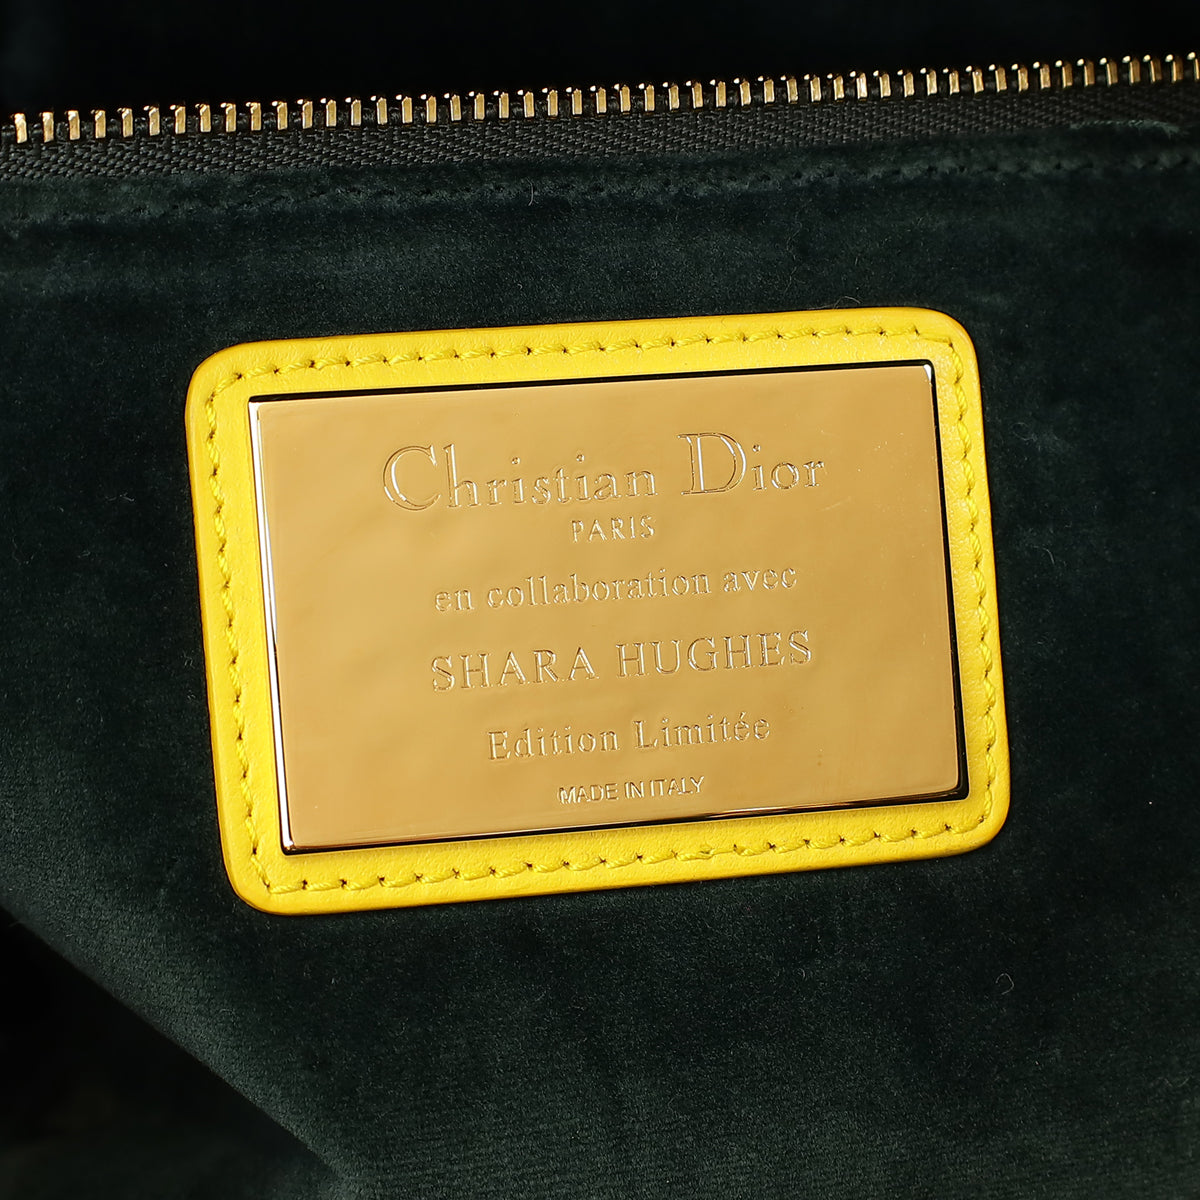 Christian Dior
PARIS
en collaboration avec
SHARA HUGHES
Edition Limitée
MADE IN ITALY